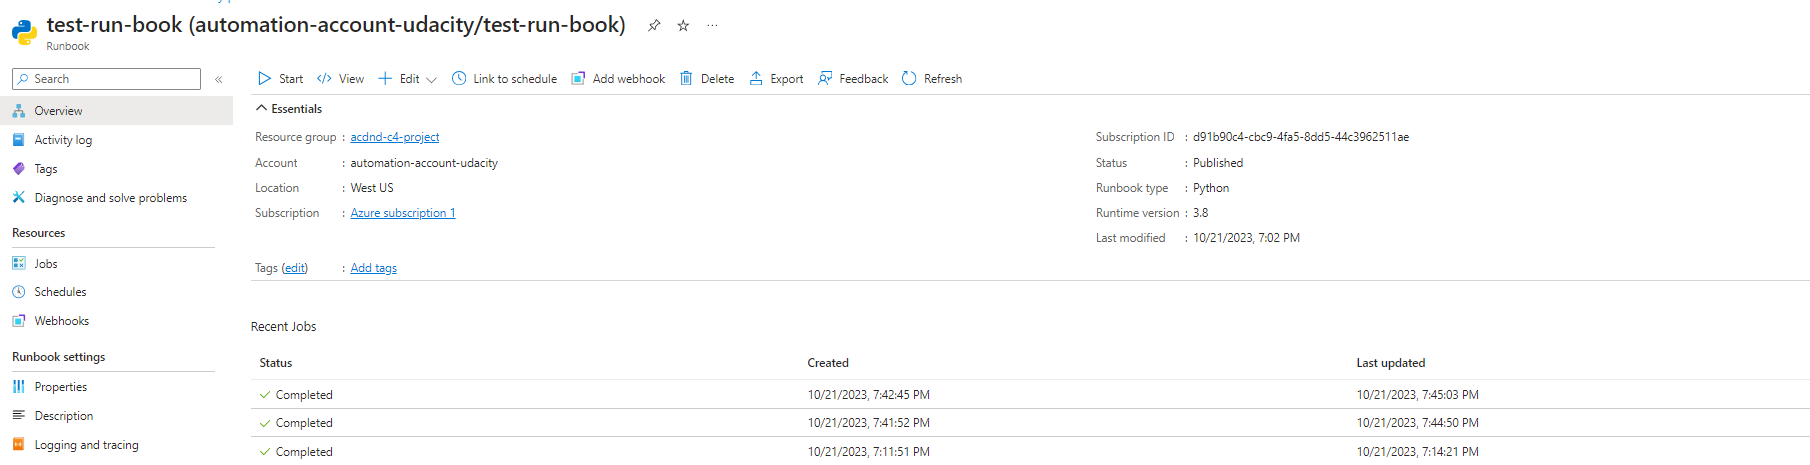 test-run-book (automation-account-udacity/test-run-book)
Runbook
Search
Overview
Activity log
Tags
Diagnose and solve problems
Resources
Jobs
Schedules
Webhooks
Runbook settings
Properties
Description
Logging and tracing
Start View Edit Link to schedule Add webhook Delete Export Feedback Refresh
Essentials
Resource group : acdnd-c4-project
Account : automation-account-udacity
Location : West US
Subscription : Azure subscription 1
Subscription ID : d91b90c4-cbc9-4fa5-8dd5-44c3962511ae
Status : Published
Runbook type : Python
Runtime version : 3.8
Last modified : 10/21/2023, 7:02 PM
Tags (edit) : Add tags
Recent Jobs
Status Created Last updated
Completed 10/21/2023, 7:42:45 PM 10/21/2023, 7:45:03 PM
Completed 10/21/2023, 7:41:52 PM 10/21/2023, 7:44:50 PM
Completed 10/21/2023, 7:11:51 PM 10/21/2023, 7:14:21 PM